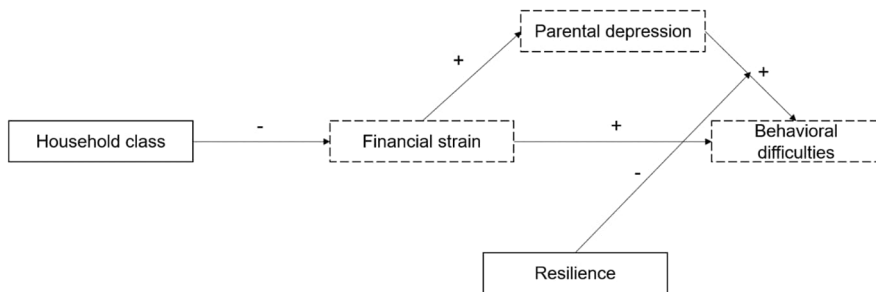 Parental depression
+
+
Household class
-
Financial strain
+
Behavioral
difficulties
-
Resilience